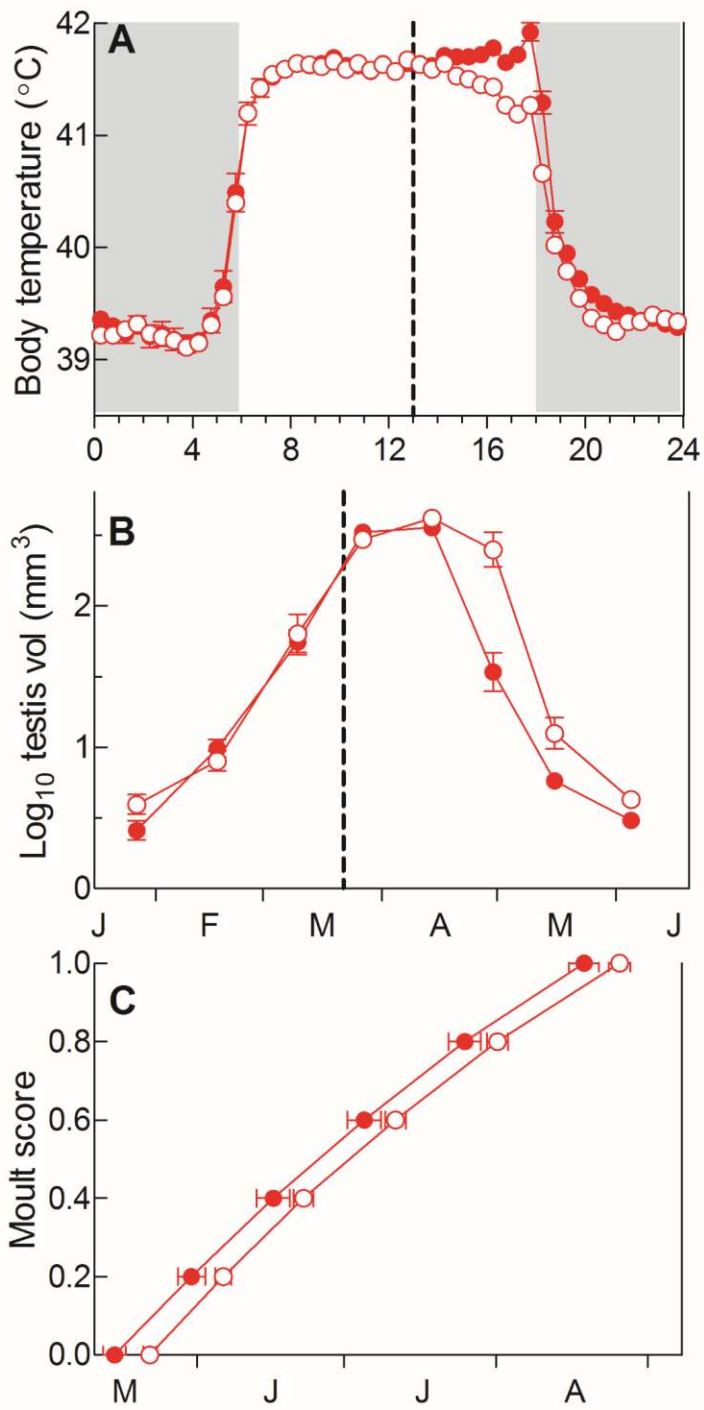 A
Body temperature (°C)
42
41
40
39
0 4 8 12 16 20 24
B
Log10 testis vol (mm3)
2
1
0
J F M A M J
C
Moult score
1.0
0.8
0.6
0.4
0.2
0.0
M J J A